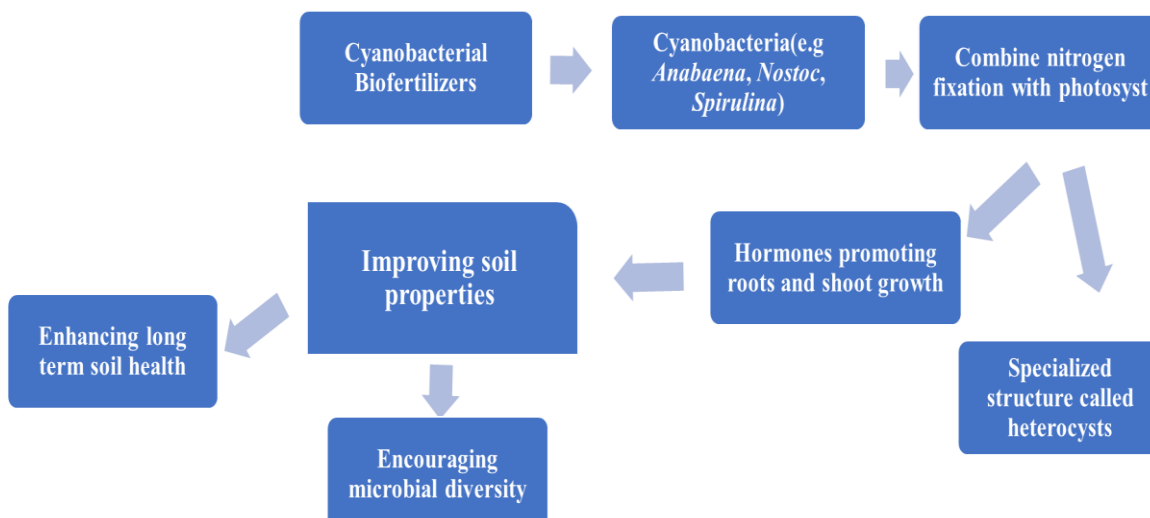 Cyanobacterial
Biofertilizers
Cyanobacteria(e.g
Anabaena, Nostoc,
Spirulina)
Combine nitrogen
fixation with photosyst
Hormones promoting
roots and shoot growth
Specialized
structure called
heterocysts
Improving soil
properties
Enhancing long
term soil health
Encouraging
microbial diversity